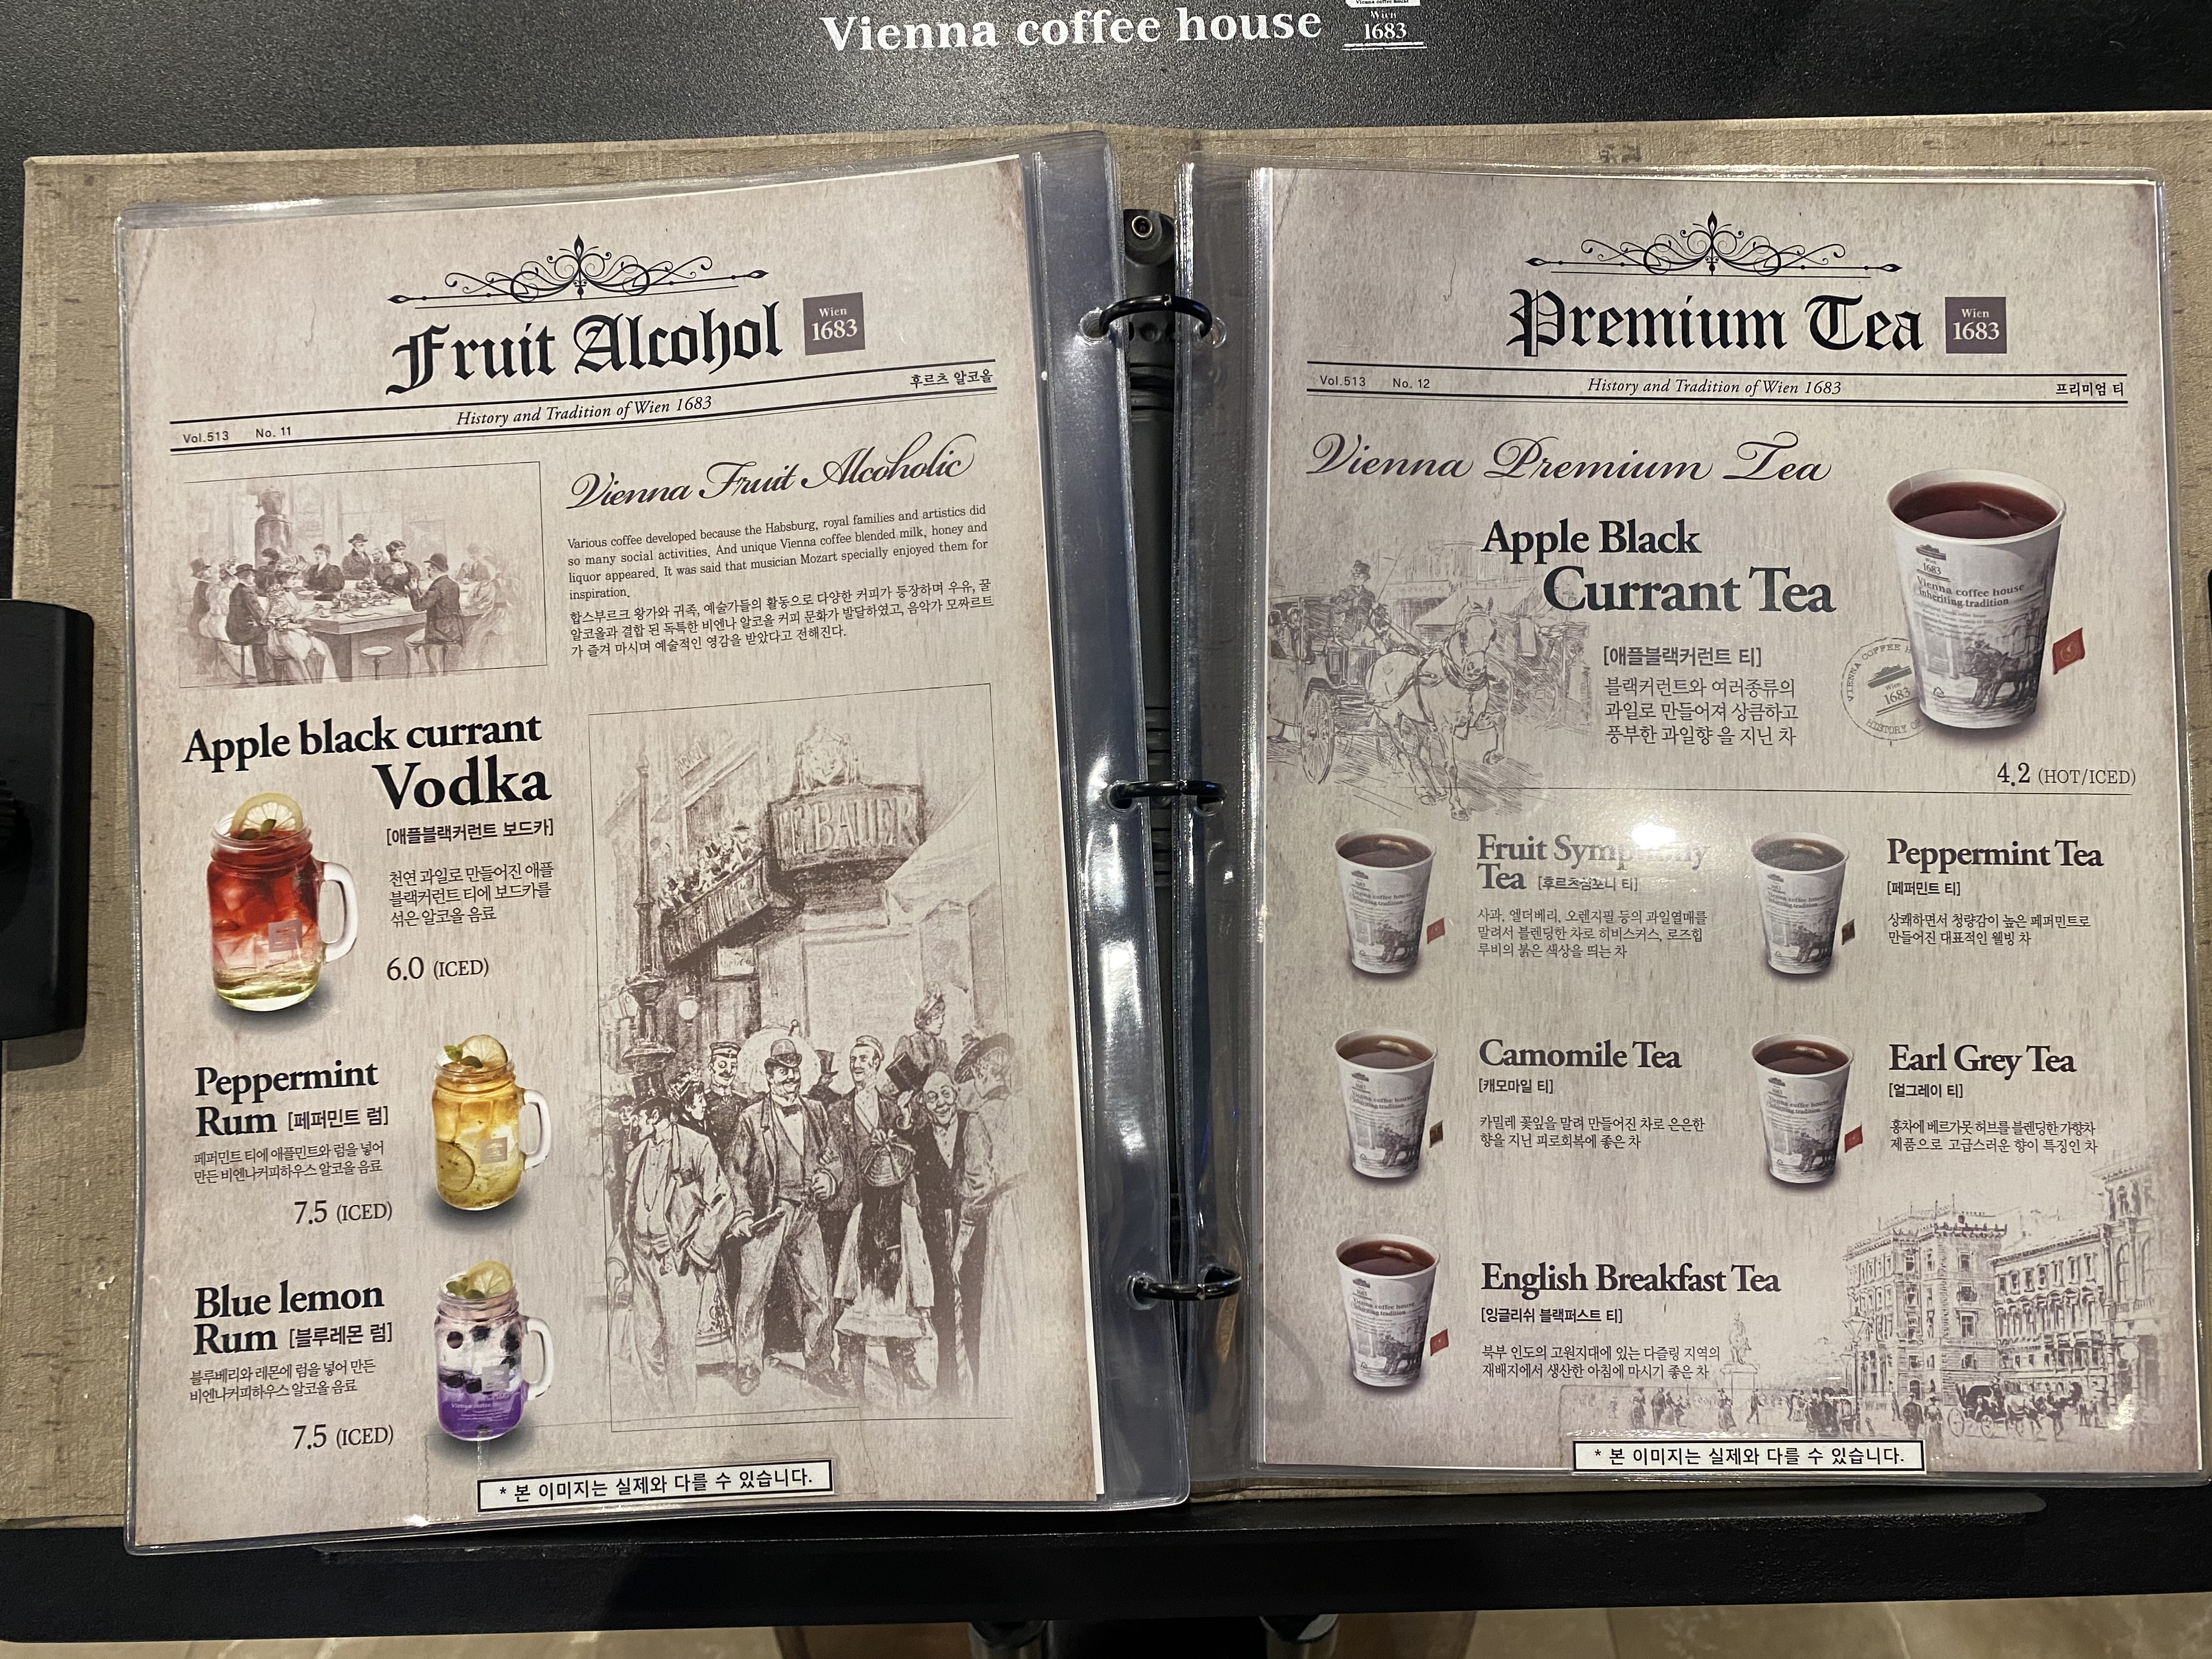 Vienna coffee house
Wien
1683
Fruit Alcohol
Wien
1683
후르츠 알코올
History and Tradition of Wien 1683
Vol.513 No. 11
Vienna Fruit Alcoholic
Various coffee developed because the Habsburg, royal families and artistics did
so many social activities. And unique Vienna coffee blended milk, honey and
liquor appeared. It was said that musician Mozart specially enjoyed them for
inspiration.
합스부르크 왕가와 귀족, 예술가들의 활동으로 다양한 커피가 등장하며 우유, 꿀
알코올과 결합 된 독특한 비엔나 알코올 커피 문화가 발달하였고, 음악가 모짜르트
가 즐겨 마시며 예술적인 영감을 받았다고 전해진다.
Apple black currant
Vodka
[애플블랙커런트 보드카]
천연 과일로 만들어진 애플
블랙커런트 티에 보드카를
섞은 알코올 음료
6.0 (ICED)
Peppermint
Rum [페퍼민트 럼]
페퍼민트 티에 애플민트와 럼을 넣어
만든 비엔나커피하우스 알코올 음료
7.5 (ICED)
Blue lemon
Rum [블루레몬 럼]
블루베리와 레몬에 럼을 넣어 만든
비엔나커피하우스 알코올 음료
7.5 (ICED)
BAUER
* 본 이미지는 실제와 다를 수 있습니다.
Premium Tea
Wien
1683
Vol.513 No. 12
History and Tradition of Wien 1683
프리미엄 티
Vienna Premium Tea
Apple Black
Currant Tea
[애플블랙커런트 티]
블랙커런트와 여러종류의
과일로 만들어져 상큼하고
풍부한 과일향 을 지닌 차
1683
Vienna coffee house
inheriting tradition
VIENNA COFFEE
Wien
1683
HISTORY
4.2 (HOT/ICED)
Fruit Symphony
Tea [후르츠심포니 티]
사과, 엘더베리, 오렌지필 등의 과일열매를
말려서 블렌딩한 차로 히비스커스, 로즈힙
루비의 붉은 색상을 띄는 차
Peppermint Tea
[페퍼민트 티]
상쾌하면서 청량감이 높은 페퍼민트로
만들어진 대표적인 웰빙 차
Camomile Tea
[캐모마일 티]
카밀레 꽃잎을 말려 만들어진 차로 은은한
향을 지닌 피로회복에 좋은 차
Earl Grey Tea
[얼그레이 티]
홍차에 베르가못 허브를 블렌딩한 가향차
제품으로 고급스러운 향이 특징인 차
English Breakfast Tea
[잉글리쉬 블랙퍼스트 티]
북부 인도의 고원지대에 있는 다즐링 지역의
재배지에서 생산한 아침에 마시기 좋은 차
* 본 이미지는 실제와 다를 수 있습니다.